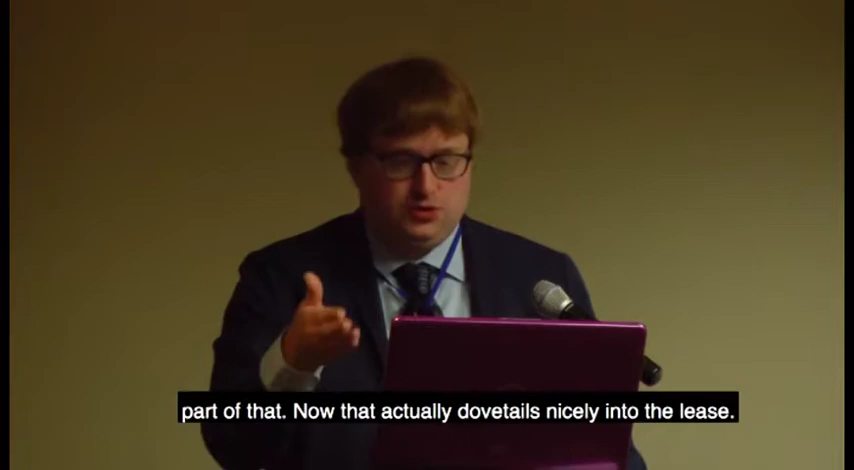 part of that. Now that actually dovetails nicely into the lease.